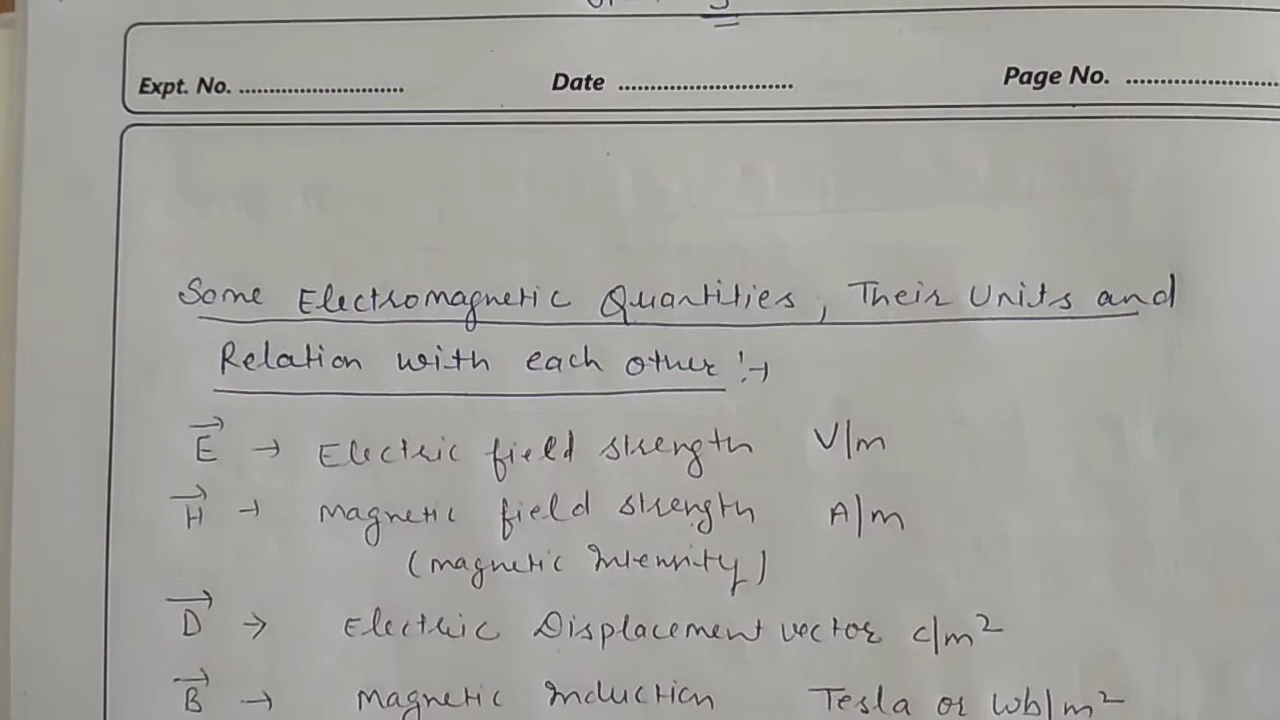 Expt. No. ............................ Date ............................ Page No. ............................
Some Electromagnetic Quantities, Their Units and
Relation with each other :→
E⃗ → Electric field strength V/m
H⃗ → Magnetic field strength A/m
(magnetic Intensity)
D⃗ → Electric Displacement vector C/m²
B⃗ → Magnetic Induction Tesla or Wb/m²